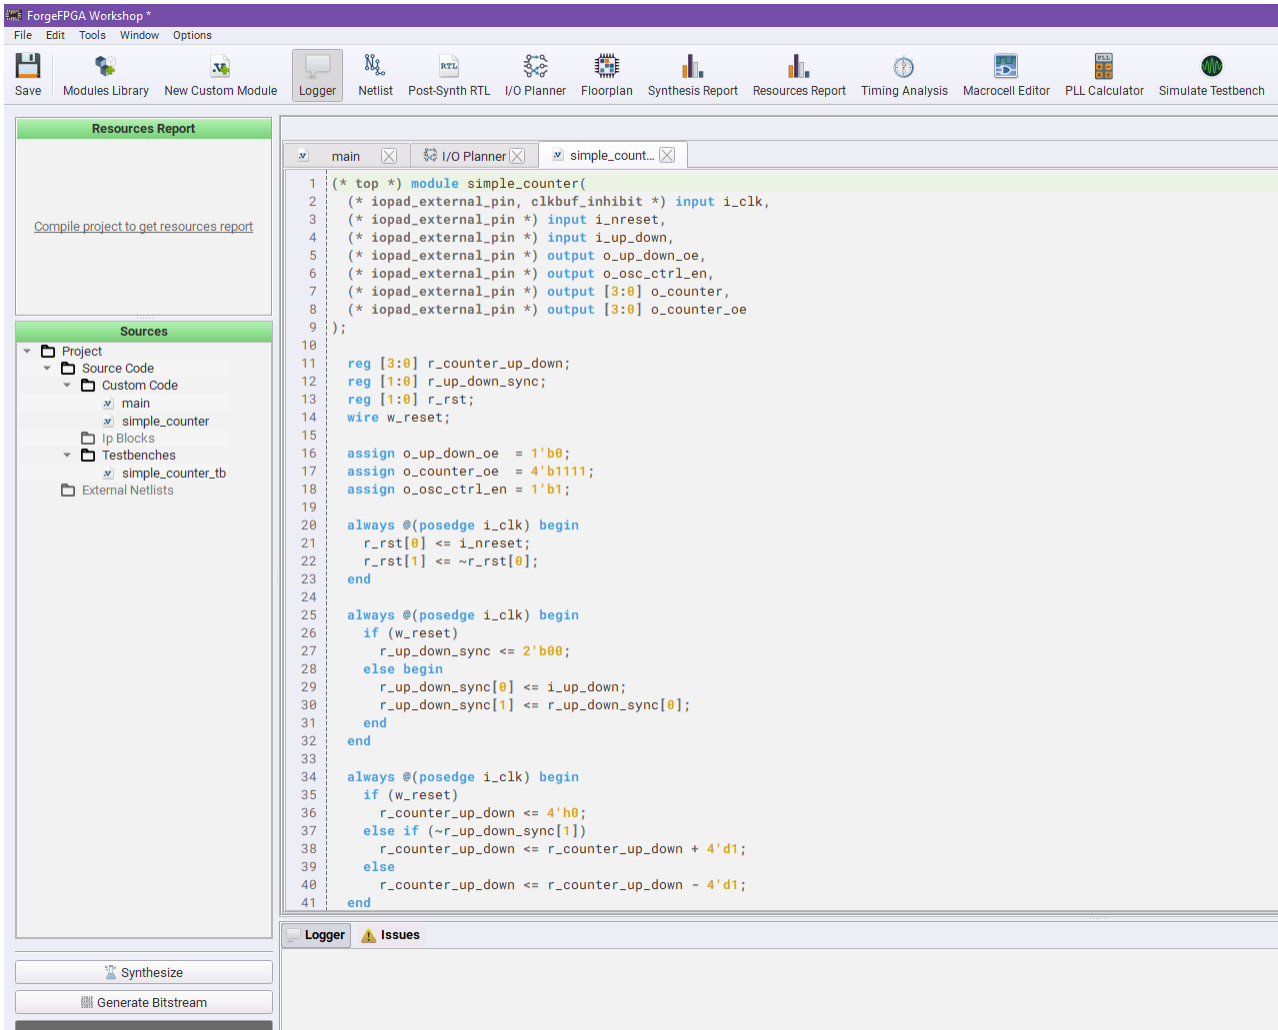 ForgeFPGA Workshop *
File Edit Tools Window Options
Save Modules Library New Custom Module Logger Netlist Post-Synth RTL I/O Planner Floorplan Synthesis Report Resources Report Timing Analysis Macrocell Editor PLL Calculator Simulate Testbench
Resources Report
Compile project to get resources report
Sources
Project
Source Code
Custom Code
main
simple_counter
Ip Blocks
Testbenches
simple_counter_tb
External Netlists
Synthesize
Generate Bitstream
main I/O Planner simple_count...
1 (* top *) module simple_counter(
2 (* iopad_external_pin, clkbuf_inhibit *) input i_clk,
3 (* iopad_external_pin *) input i_nreset,
4 (* iopad_external_pin *) input i_up_down,
5 (* iopad_external_pin *) output o_up_down_oe,
6 (* iopad_external_pin *) output o_osc_ctrl_en,
7 (* iopad_external_pin *) output [3:0] o_counter,
8 (* iopad_external_pin *) output [3:0] o_counter_oe
9 );
10
11 reg [3:0] r_counter_up_down;
12 reg [1:0] r_up_down_sync;
13 reg [1:0] r_rst;
14 wire w_reset;
15
16 assign o_up_down_oe = 1'b0;
17 assign o_counter_oe = 4'b1111;
18 assign o_osc_ctrl_en = 1'b1;
19
20 always @(posedge i_clk) begin
21 r_rst[0] <= i_nreset;
22 r_rst[1] <= ~r_rst[0];
23 end
24
25 always @(posedge i_clk) begin
26 if (w_reset)
27 r_up_down_sync <= 2'b00;
28 else begin
29 r_up_down_sync[0] <= i_up_down;
30 r_up_down_sync[1] <= r_up_down_sync[0];
31 end
32 end
33
34 always @(posedge i_clk) begin
35 if (w_reset)
36 r_counter_up_down <= 4'h0;
37 else if (~r_up_down_sync[1])
38 r_counter_up_down <= r_counter_up_down + 4'd1;
39 else
40 r_counter_up_down <= r_counter_up_down - 4'd1;
41 end
Logger Issues